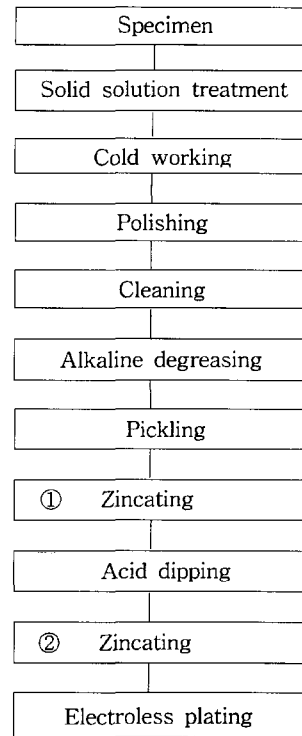 Specimen
Solid solution treatment
Cold working
Polishing
Cleaning
Alkaline degreasing
Pickling
① Zincating
Acid dipping
② Zincating
Electroless plating